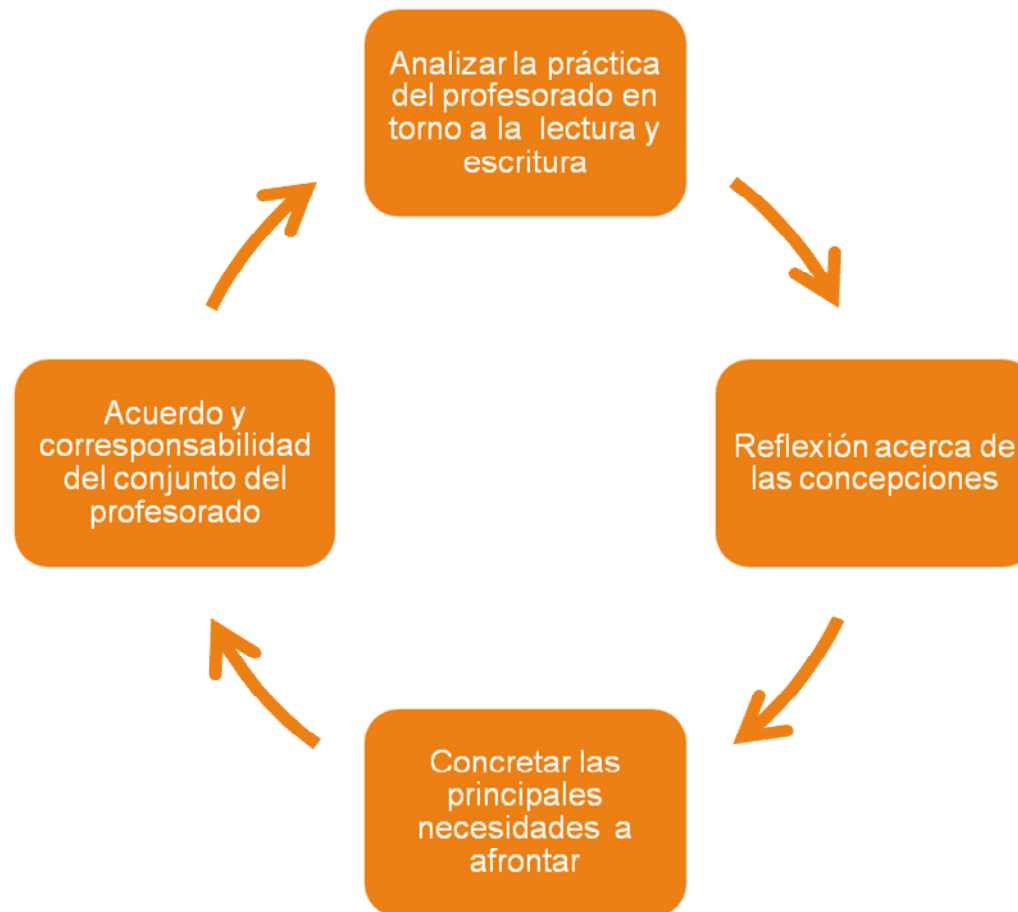 Analizar la práctica
del profesorado en
torno a la lectura y
escritura
Reflexión acerca de
las concepciones
Concretar las
principales
necesidades a
afrontar
Acuerdo y
corresponsabilidad
del conjunto del
profesorado